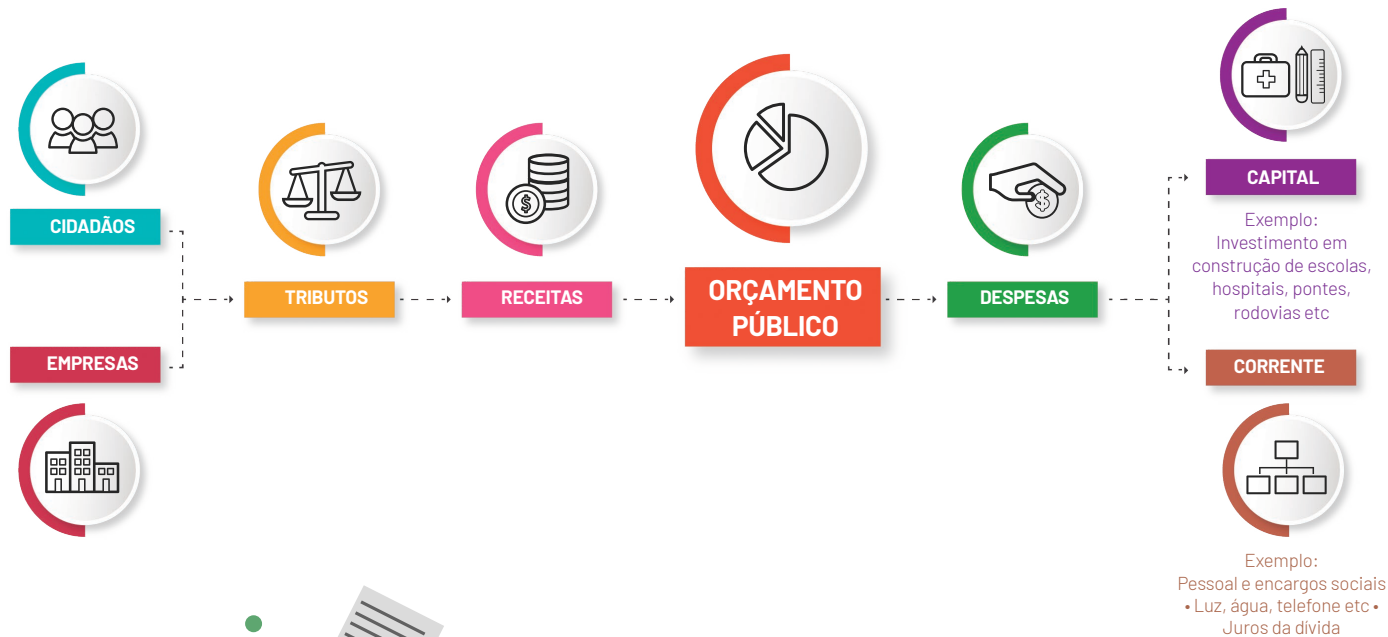 CIDADÃOS
EMPRESAS
TRIBUTOS
RECEITAS
ORÇAMENTO
PÚBLICO
DESPESAS
CAPITAL
Exemplo:
Investimento em
construção de escolas,
hospitais, pontes,
rodovias etc
CORRENTE
Exemplo:
Pessoal e encargos sociais
• Luz, água, telefone etc •
Juros da dívida